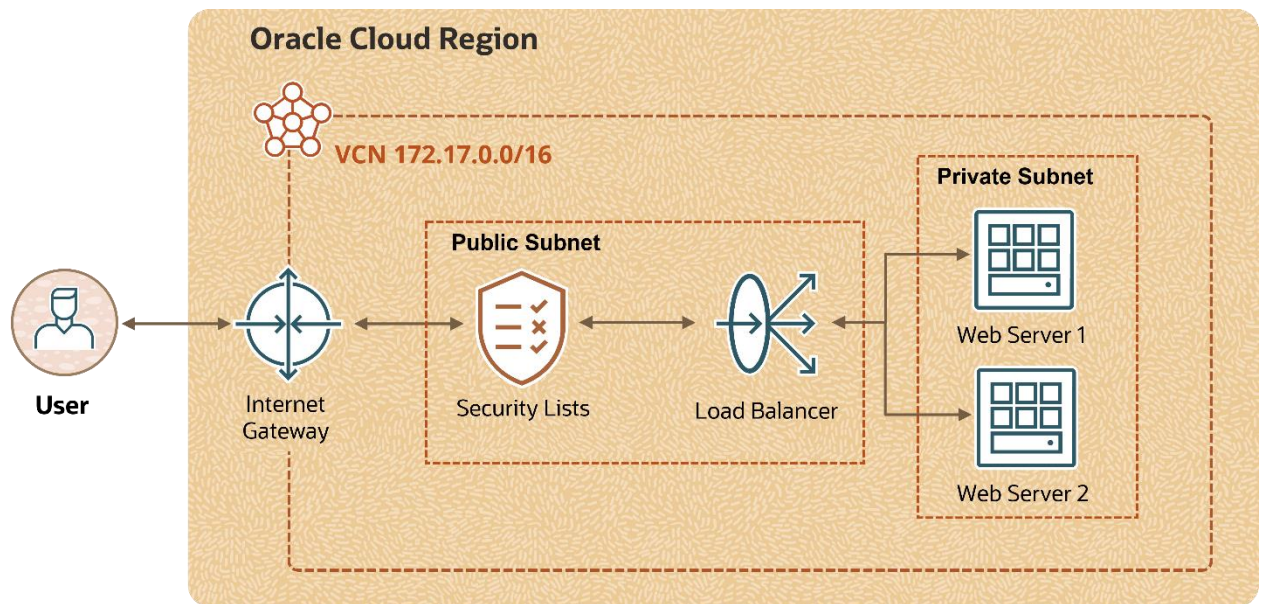 Oracle Cloud Region
VCN 172.17.0.0/16
Private Subnet
Public Subnet
Web Server 1
User
Internet
Gateway
Security Lists
Load Balancer
Web Server 2